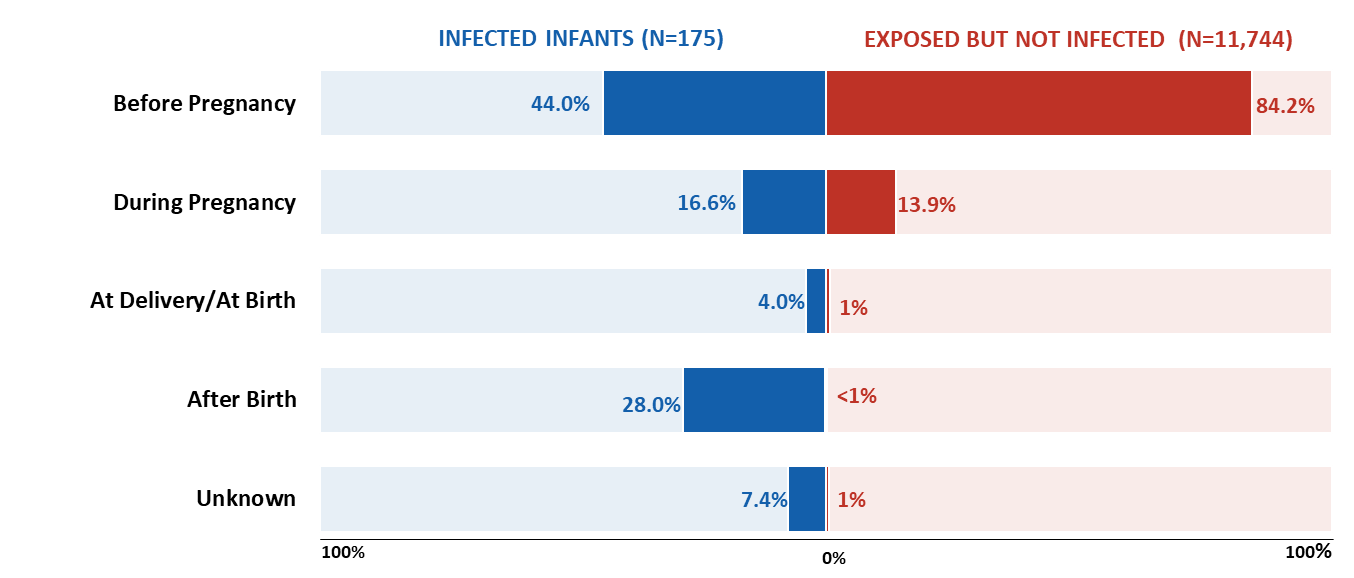 INFECTED INFANTS (N=175) EXPOSED BUT NOT INFECTED (N=11,744)
Before Pregnancy 44.0% 84.2%
During Pregnancy 16.6% 13.9%
At Delivery/At Birth 4.0% 1%
After Birth 28.0% <1%
Unknown 7.4% 1%
100% 0% 100%